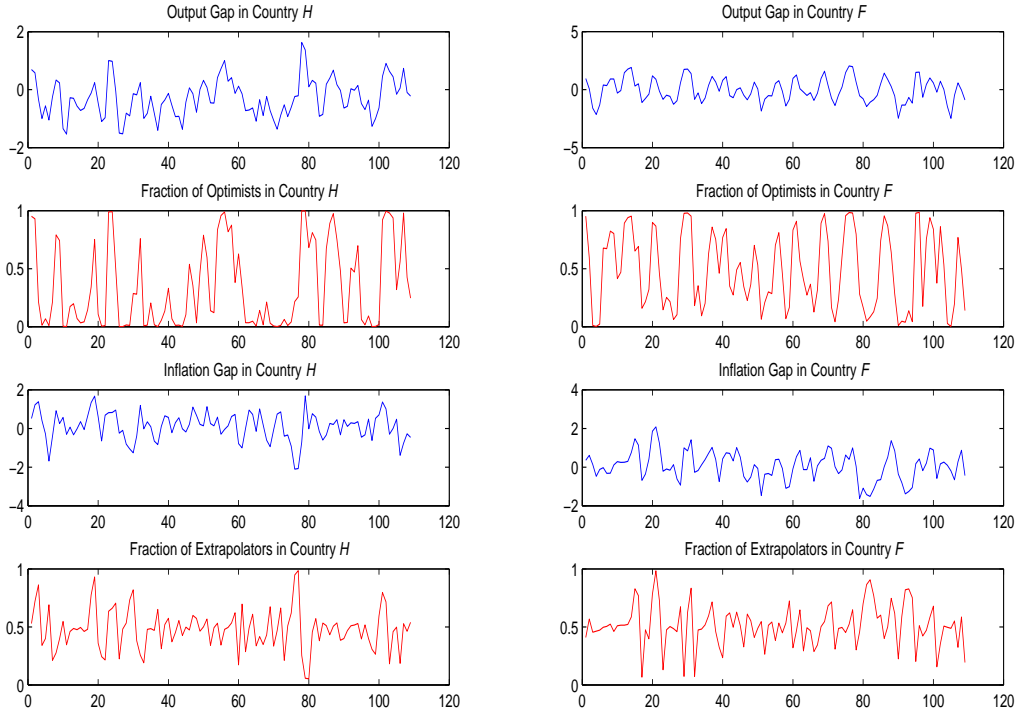 Output Gap in Country H
2
0
−2
0 20 40 60 80 100 120
Output Gap in Country F
5
0
−5
0 20 40 60 80 100 120
Fraction of Optimists in Country H
1
0.5
0
0 20 40 60 80 100 120
Fraction of Optimists in Country F
1
0.5
0
0 20 40 60 80 100 120
Inflation Gap in Country H
2
0
−2
−4
0 20 40 60 80 100 120
Inflation Gap in Country F
4
2
0
−2
0 20 40 60 80 100 120
Fraction of Extrapolators in Country H
1
0.5
0
0 20 40 60 80 100 120
Fraction of Extrapolators in Country F
1
0.5
0
0 20 40 60 80 100 120